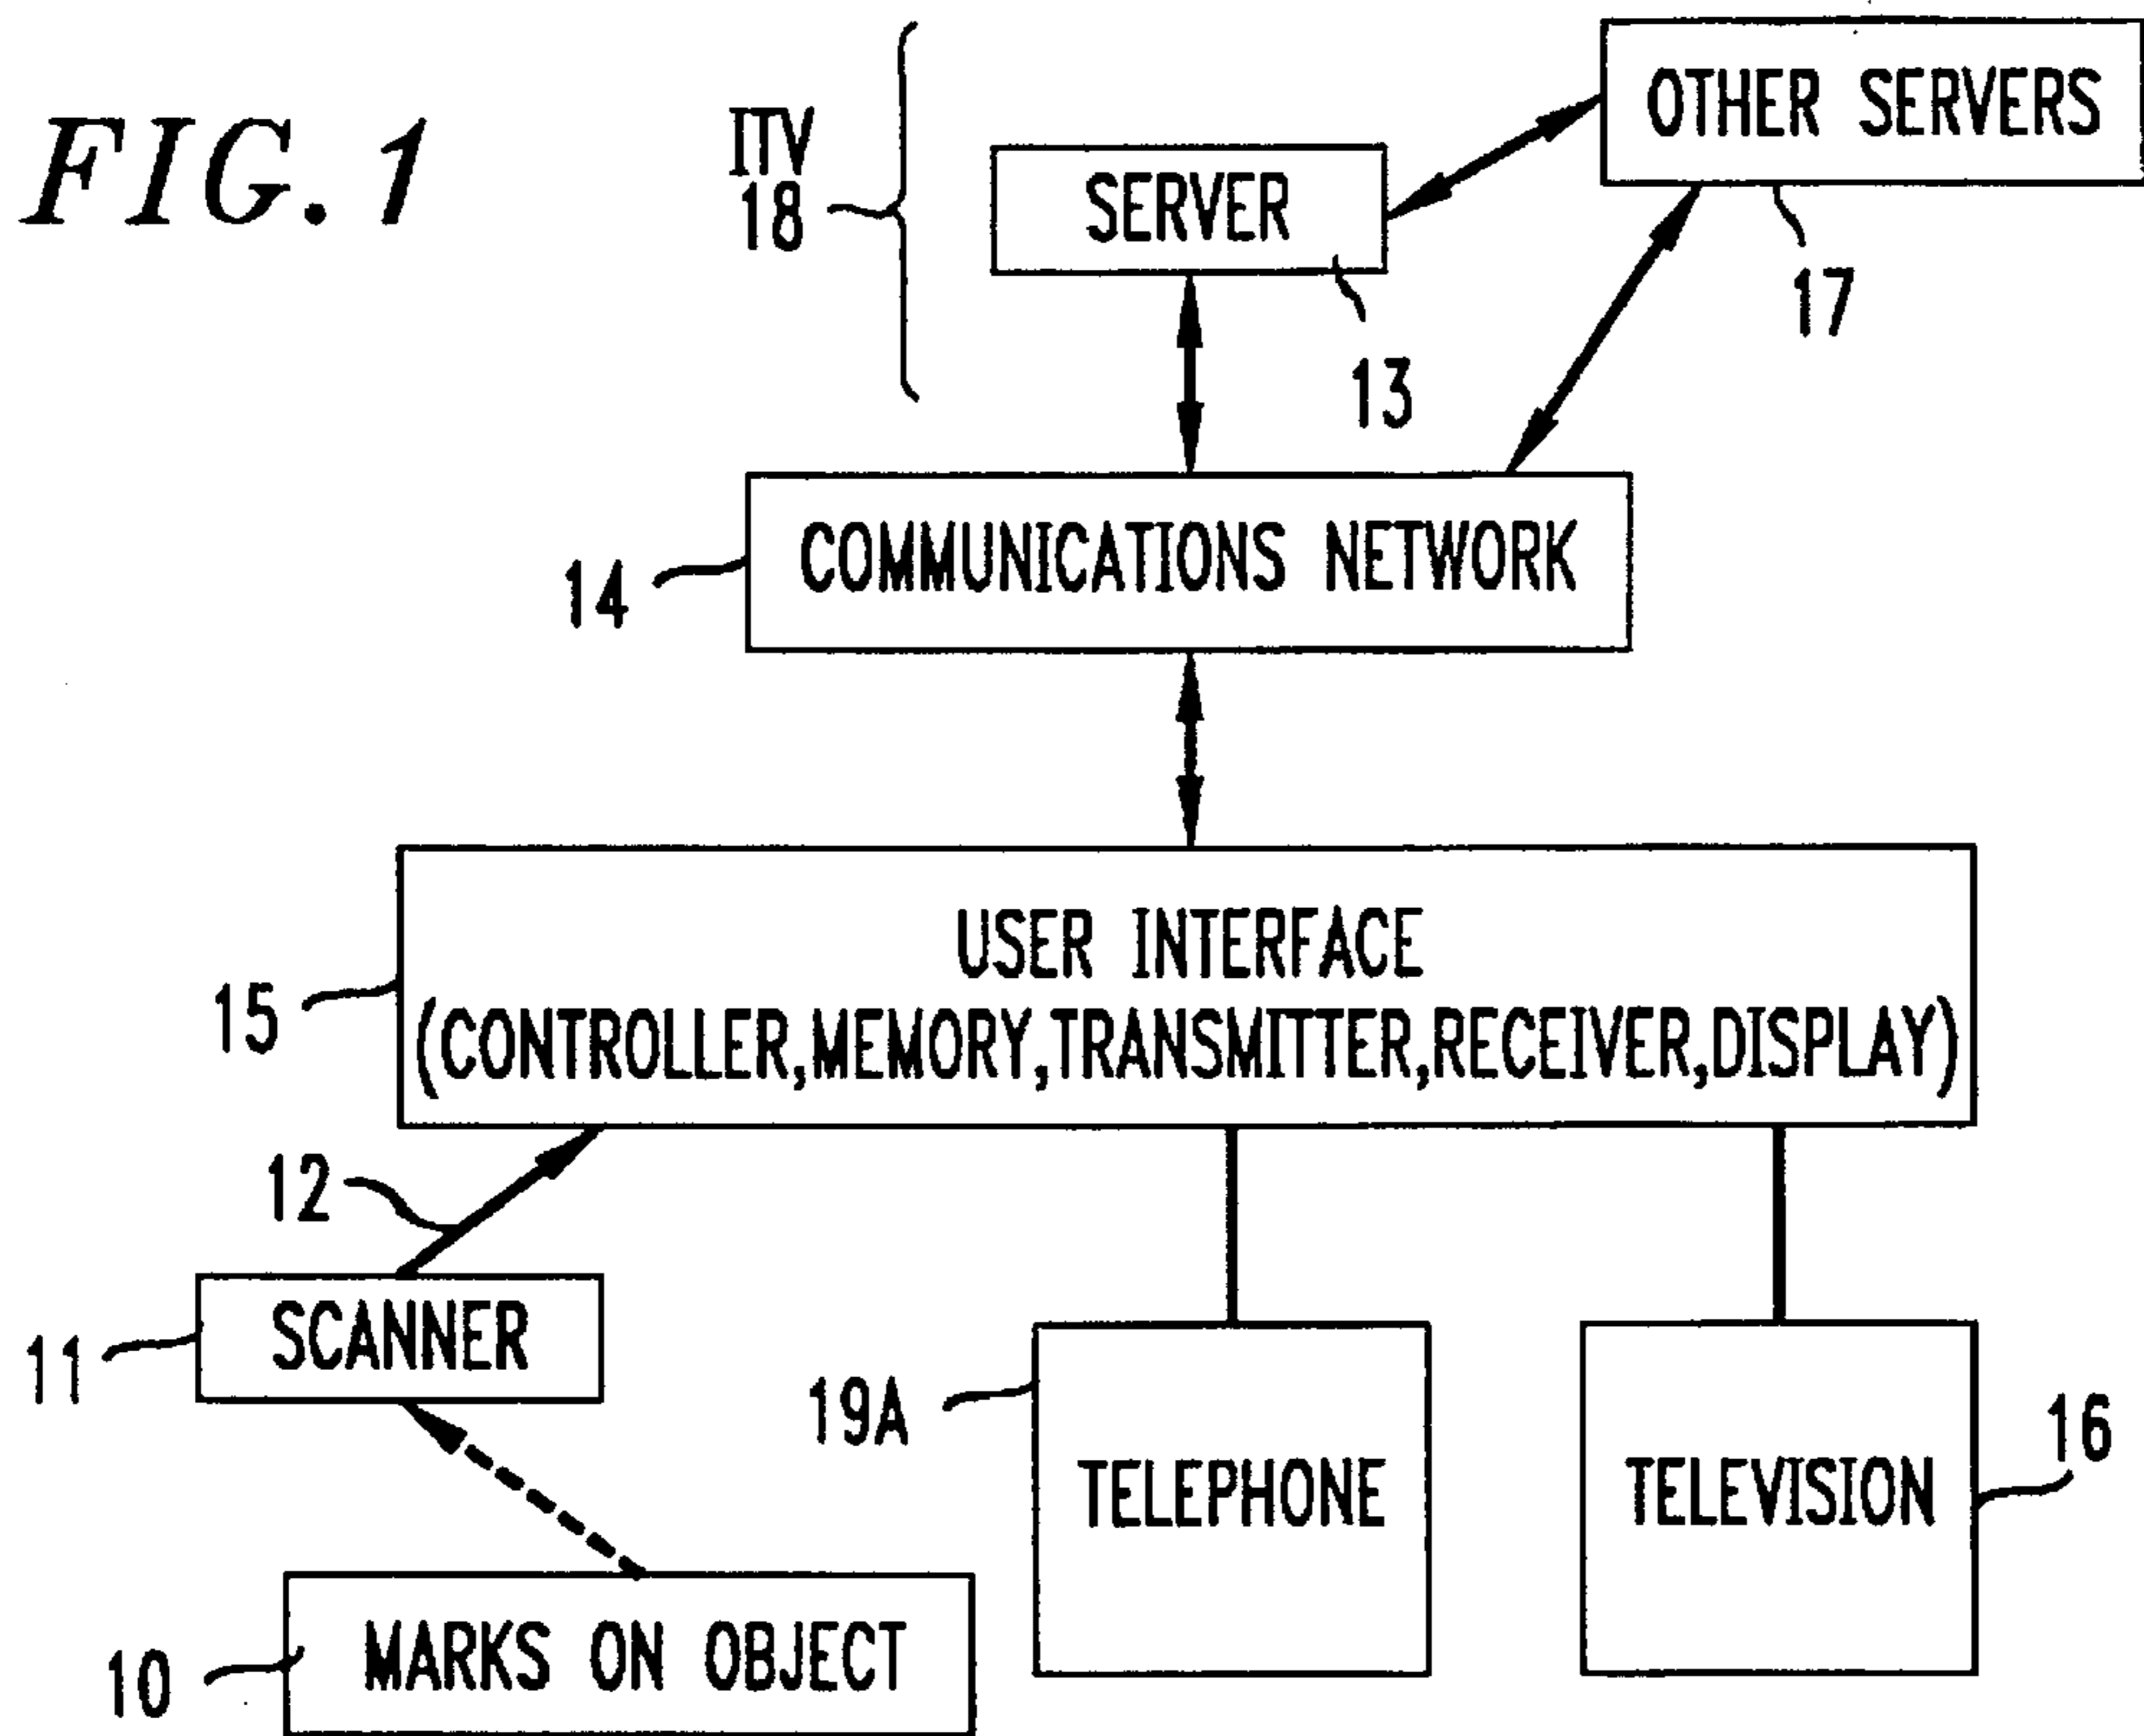 FIG. 1
ITV
18
OTHER SERVERS
SERVER
17
13
COMMUNICATIONS NETWORK
14
USER INTERFACE
15
(CONTROLLER,MEMORY,TRANSMITTER,RECEIVER,DISPLAY)
12
SCANNER
11
19A
16
TELEPHONE
TELEVISION
MARKS ON OBJECT
10